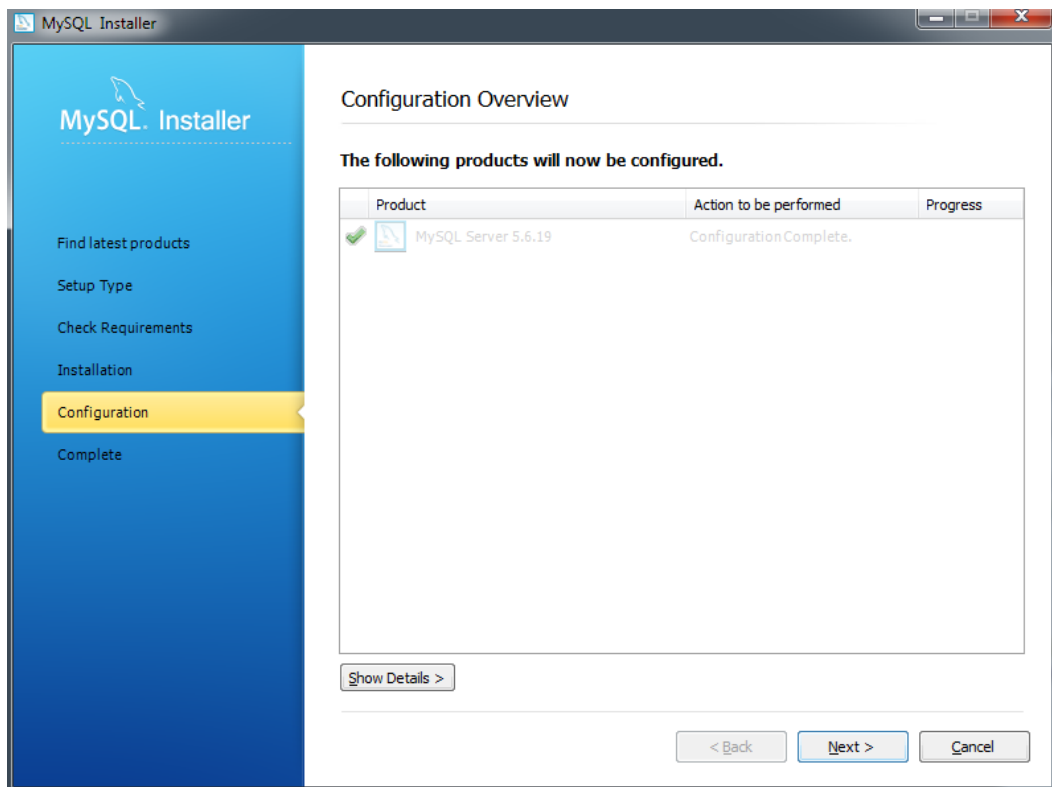 MySQL Installer
MySQL. Installer
Configuration Overview
The following products will now be configured.
Product Action to be performed Progress
MySQL Server 5.6.19 Configuration Complete.
Find latest products
Setup Type
Check Requirements
Installation
Configuration
Complete
Show Details >
< Back Next > Cancel